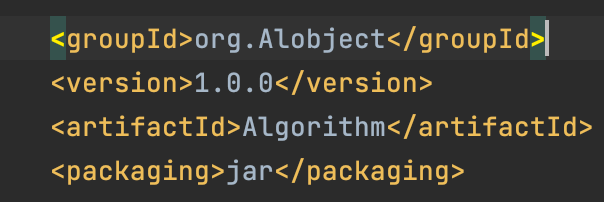 <groupId>org.Alobject</groupId>
<version>1.0.0</version>
<artifactId>Algorithm</artifactId>
<packaging>jar</packaging>